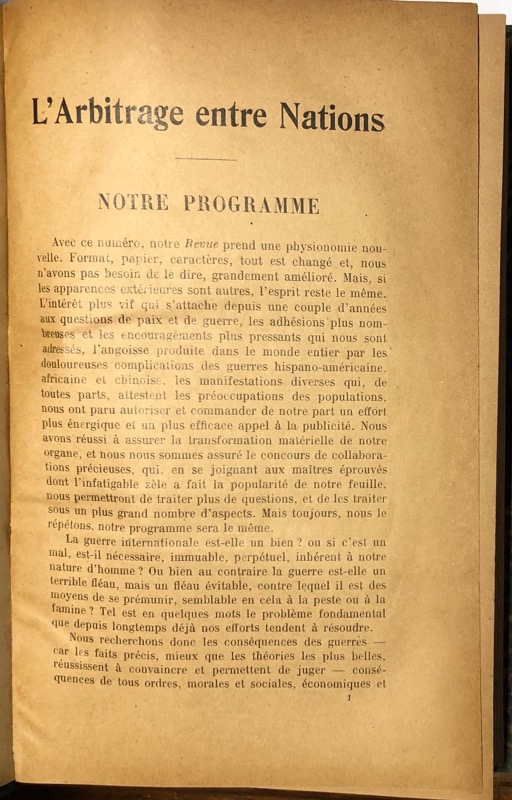 L'Arbitrage entre Nations
NOTRE PROGRAMME
Avec ce numéro, notre Revue prend une physionomie nou-
velle. Format, papier, caractères, tout est changé et, nous
n'avons pas besoin de le dire, grandement amélioré. Mais, si
les apparences extérieures sont autres, l'esprit reste le même.
L'intérêt plus vif qui s'attache depuis une couple d'années
aux questions de paix et de guerre, les adhésions plus nom-
breuses et les encouragements plus pressants qui nous sont
adressés, l'angoisse produite dans le monde entier par les
douloureuses complications des guerres hispano-américaine,
africaine et chinoise, les manifestations diverses qui, de
toutes parts, attestent les préoccupations des populations,
nous ont paru autoriser et commander de notre part un effort
plus énergique et un plus efficace appel à la publicité. Nous
avons réussi à assurer la transformation matérielle de notre
organe, et nous nous sommes assuré le concours de collabora-
tions précieuses, qui, en se joignant aux maîtres éprouvés
dont l'infatigable zèle a fait la popularité de notre feuille,
nous permettront de traiter plus de questions, et de les traiter
sous un plus grand nombre d'aspects. Mais toujours, nous le
répétons, notre programme sera le même.
La guerre internationale est-elle un bien ? ou si c'est un
mal, est-il nécessaire, immuable, perpétuel, inhérent à notre
nature d'homme ? Ou bien au contraire la guerre est-elle un
terrible fléau, mais un fléau évitable, contre lequel il est des
moyens de se prémunir, semblable en cela à la peste ou à la
famine ? Tel est en quelques mots le problème fondamental
que depuis longtemps déjà nos efforts tendent à résoudre.
Nous recherchons donc les conséquences des guerres —
car les faits précis, mieux que les théories les plus belles,
réussissent à convaincre et permettent de juger — consé-
quences de tous ordres, morales et sociales, économiques et
1